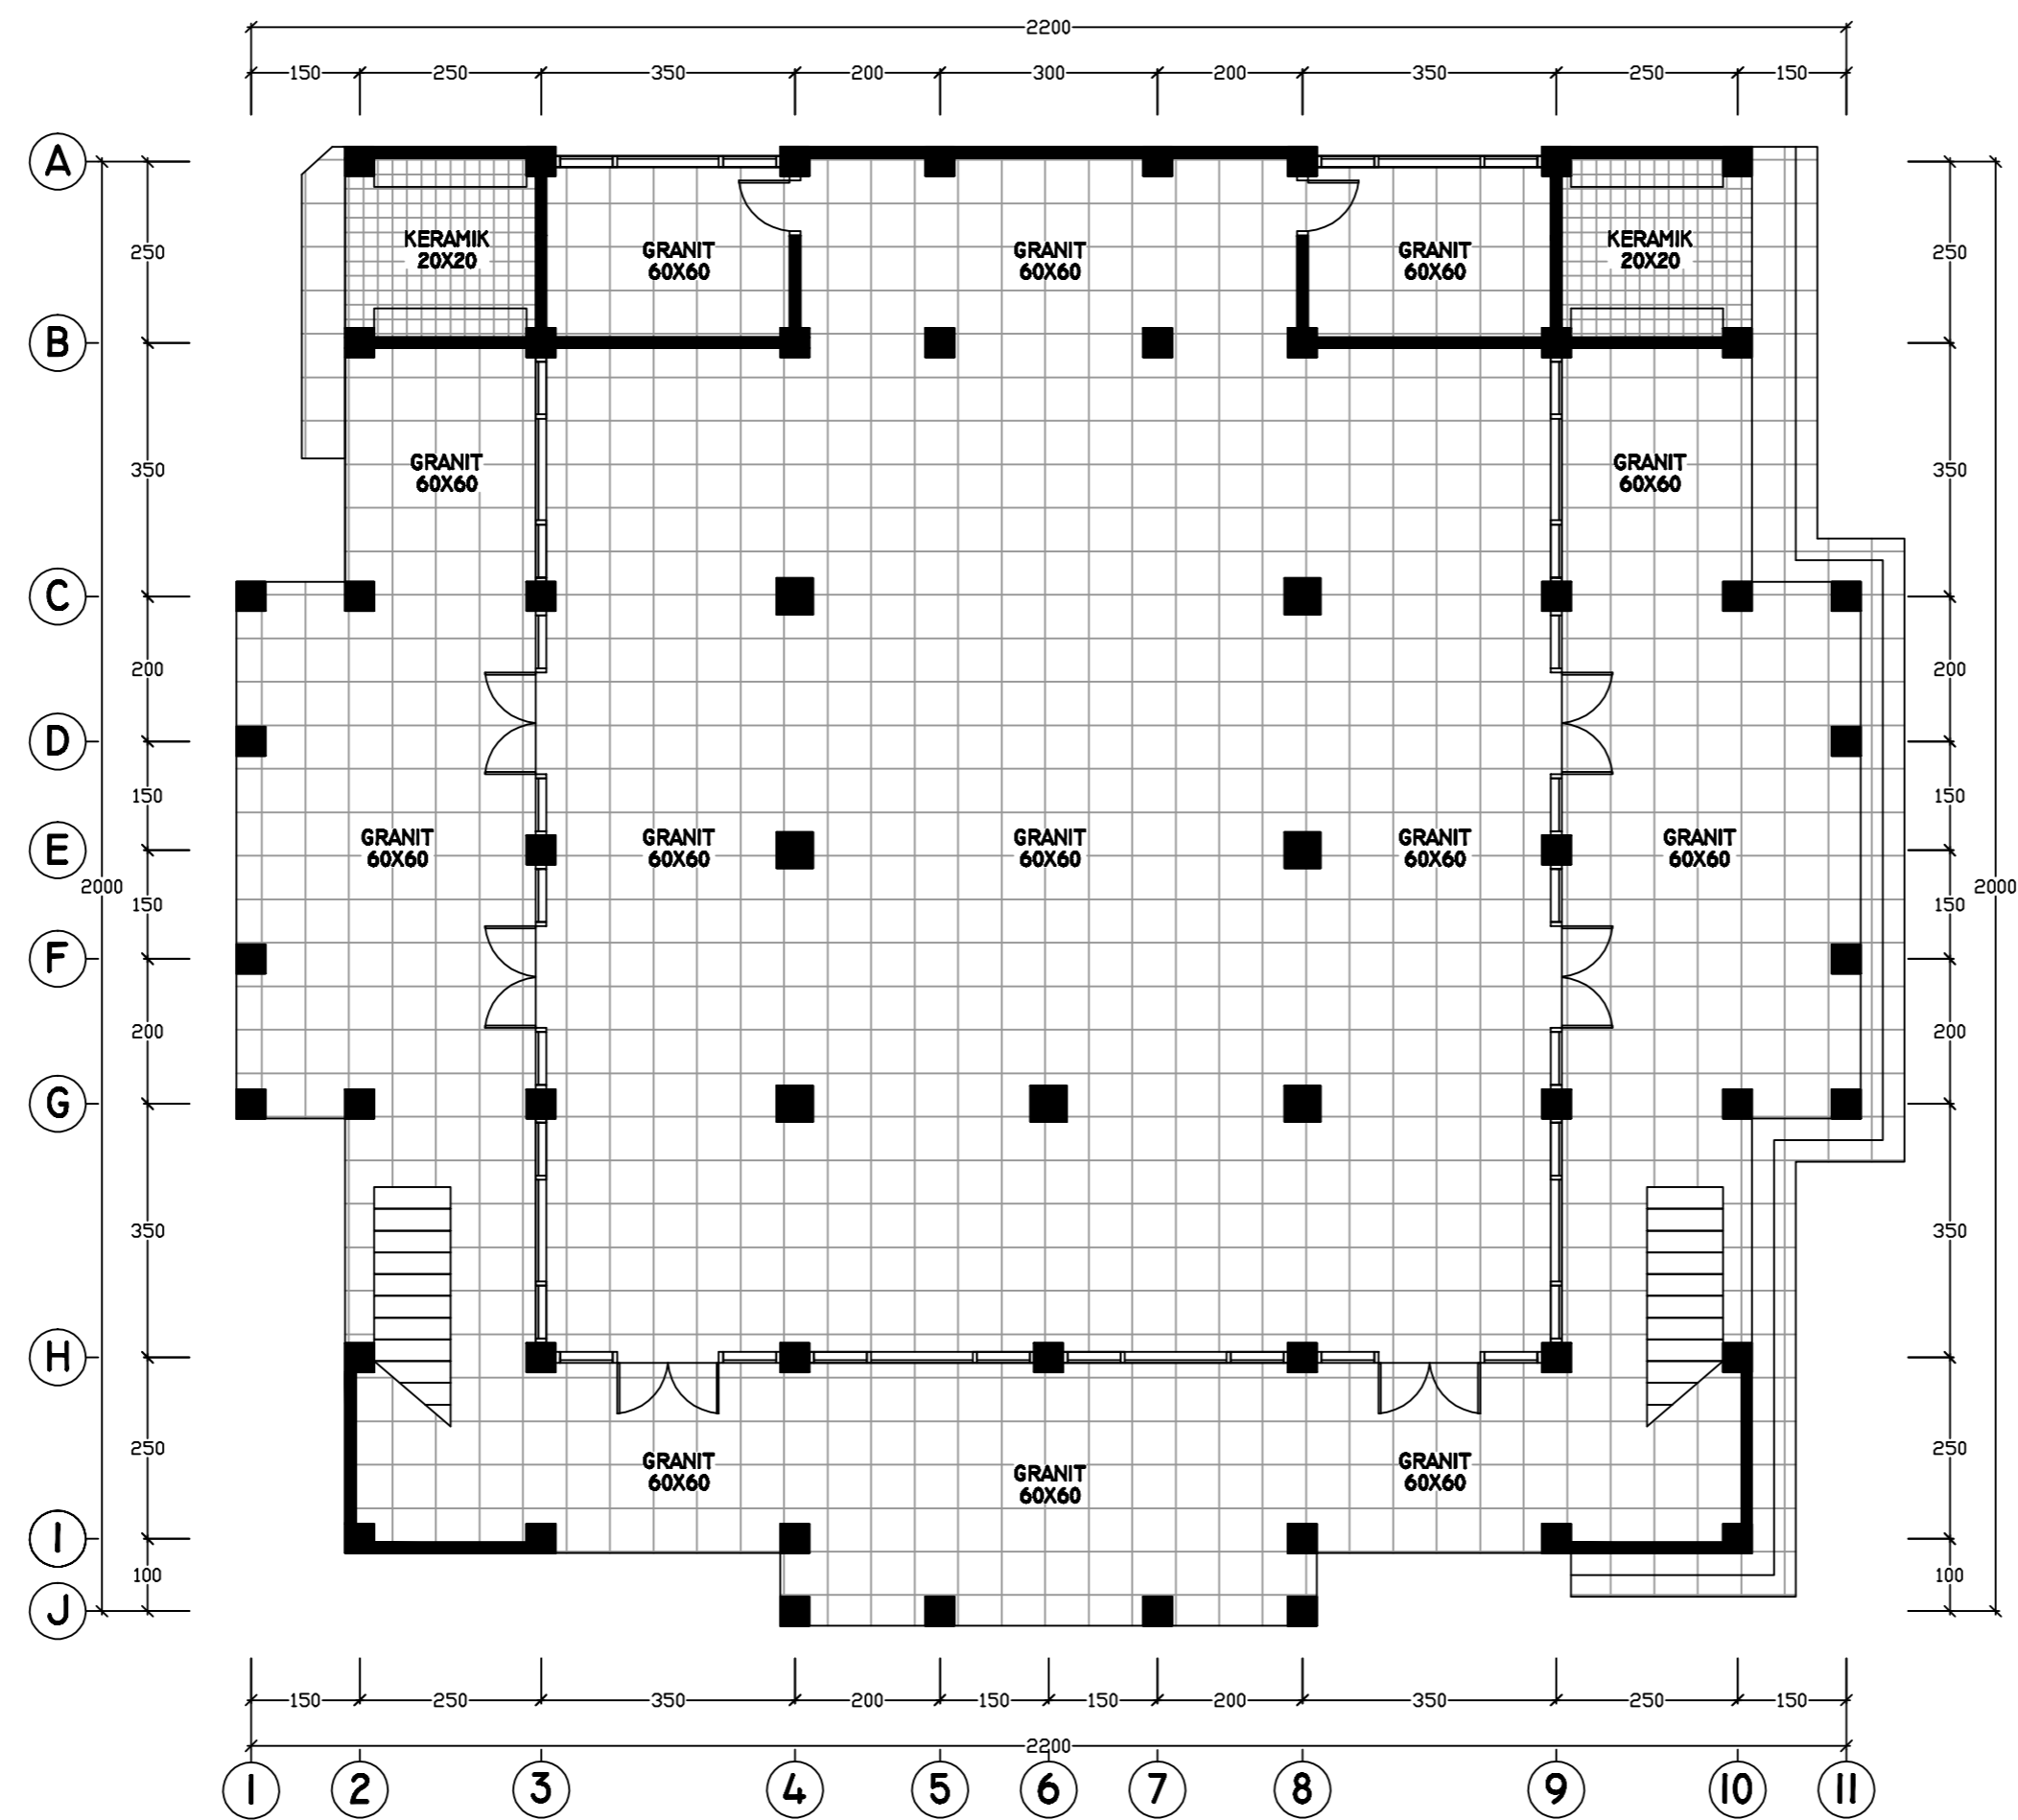 2200
150 250 350 200 300 200 350 250 150
A
250 250
KERAMIK KERAMIK
20X20 20X20
GRANIT GRANIT GRANIT
60X60 60X60 60X60
B
350 350
GRANIT GRANIT
60X60 60X60
C
200 200
D
150 150
GRANIT GRANIT GRANIT GRANIT GRANIT
60X60 60X60 60X60 60X60 60X60
E
2000 2000
150 150
F
200 200
G
350 350
H
250 250
GRANIT GRANIT GRANIT
60X60 60X60 60X60
I
100 100
J
150 250 350 200 150 150 200 350 250 150
2200
1 2 3 4 5 6 7 8 9 10 11